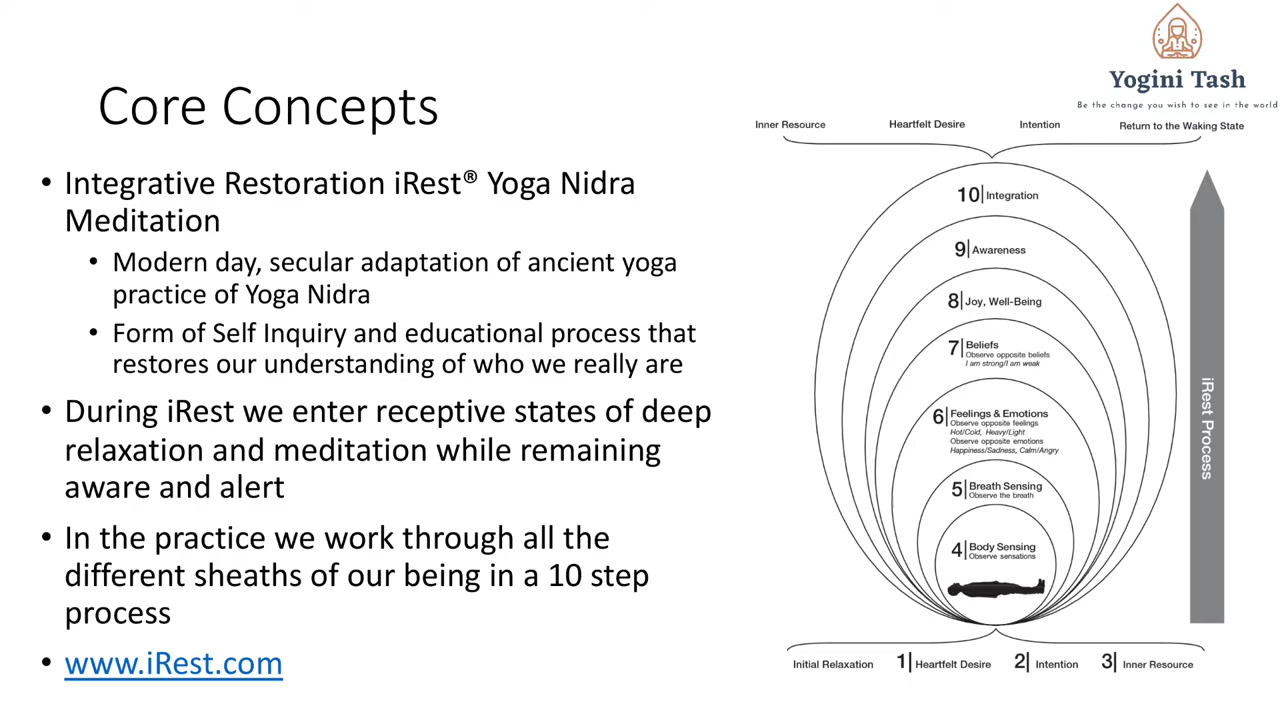 Yogini Tash
Be the change you wish to see in the world
Core Concepts
• Integrative Restoration iRest® Yoga Nidra
Meditation
• Modern day, secular adaptation of ancient yoga
practice of Yoga Nidra
• Form of Self Inquiry and educational process that
restores our understanding of who we really are
• During iRest we enter receptive states of deep
relaxation and meditation while remaining
aware and alert
• In the practice we work through all the
different sheaths of our being in a 10 step
process
• www.iRest.com
Inner Resource Heartfelt Desire Intention Return to the Waking State
10| Integration
9| Awareness
8| Joy, Well-Being
7| Beliefs
Observe opposite beliefs
I am strong/I am weak
6| Feelings & Emotions
Observe opposite feelings
Hot/Cold, Heavy/Light
Observe opposite emotions
Happiness/Sadness, Calm/Angry
5| Breath Sensing
Observe the breath
4| Body Sensing
Observe sensations
iRest Process
Initial Relaxation 1| Heartfelt Desire 2| Intention 3| Inner Resource